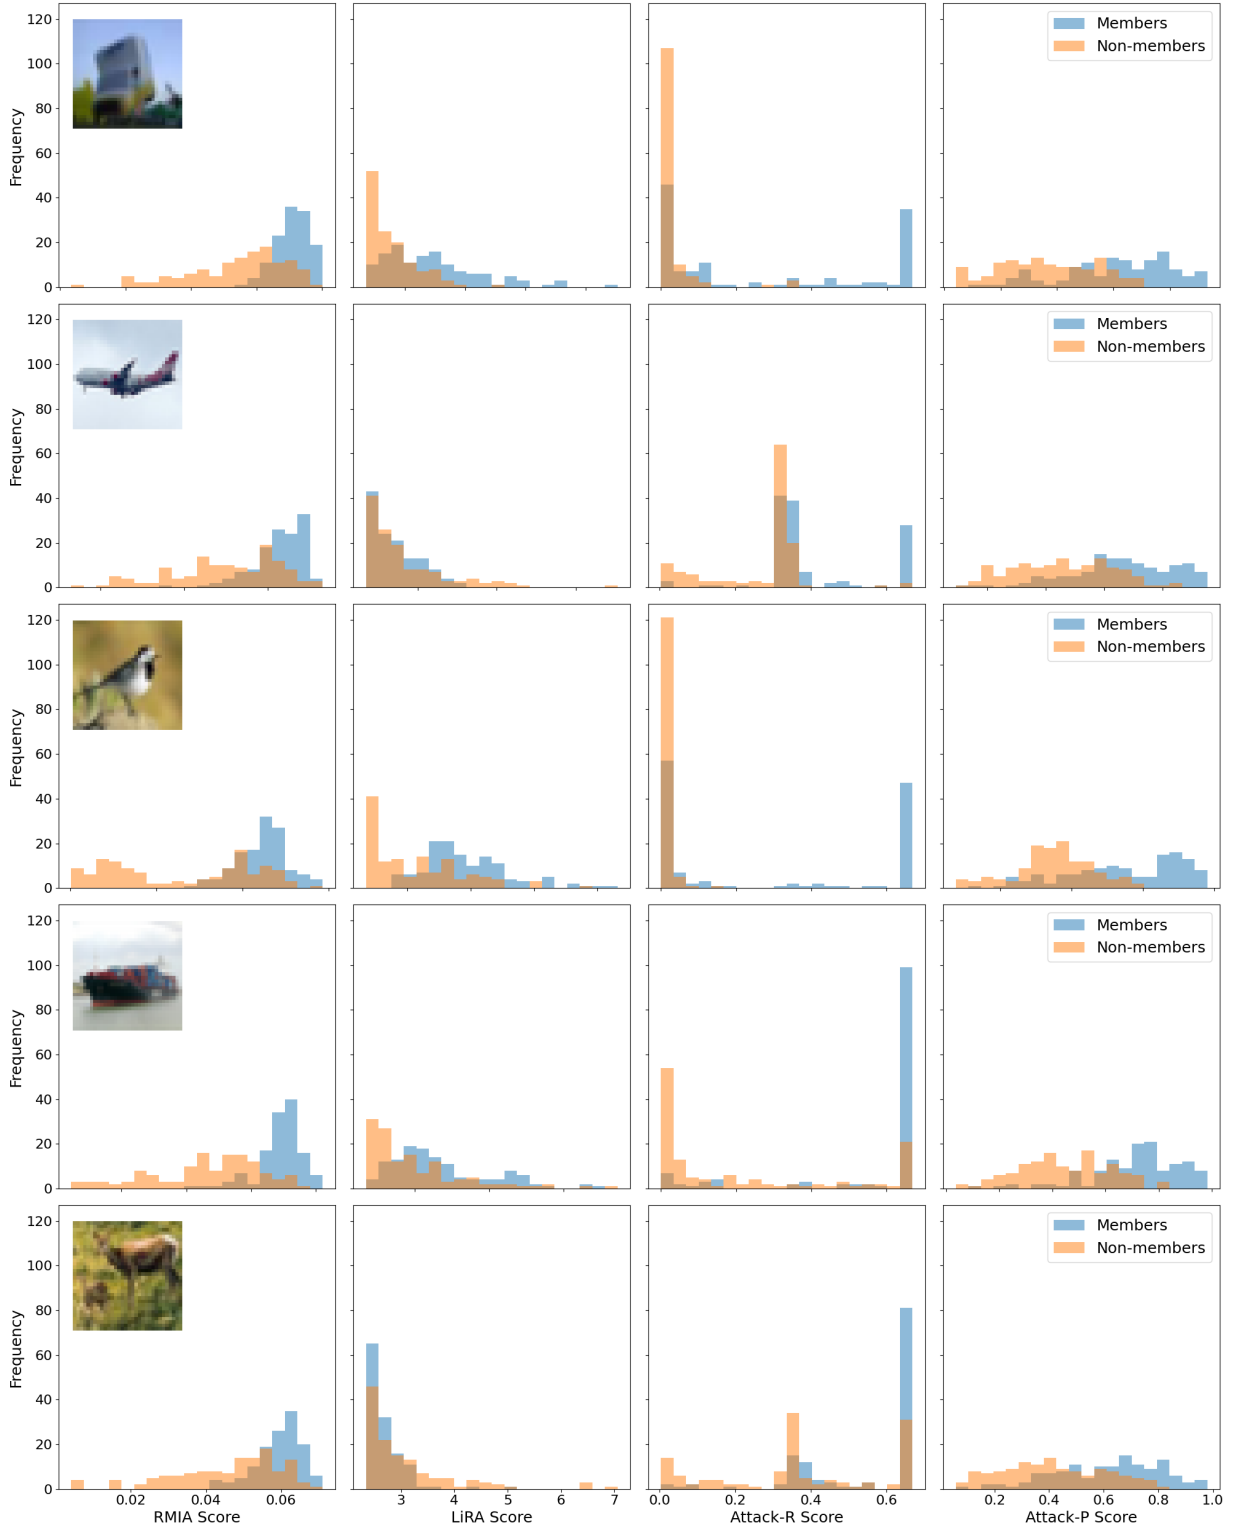 120
100
80
60
40
20
0
Frequency
Members
Non-members
120
100
80
60
40
20
0
Frequency
Members
Non-members
120
100
80
60
40
20
0
Frequency
Members
Non-members
120
100
80
60
40
20
0
Frequency
Members
Non-members
120
100
80
60
40
20
0
Frequency
Members
Non-members
0.02 0.04 0.06
RMIA Score
3 4 5 6 7
LiRA Score
0.0 0.2 0.4 0.6
Attack-R Score
0.2 0.4 0.6 0.8 1.0
Attack-P Score